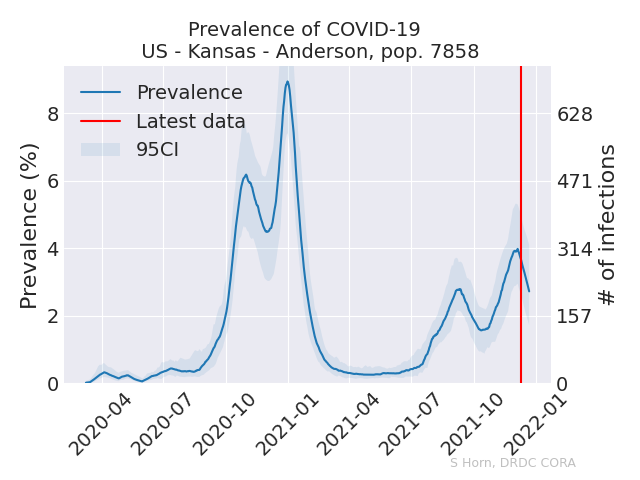 Prevalence of COVID-19
US - Kansas - Anderson, pop. 7858
Prevalence
Latest data
95CI
Prevalence (%)
8
6
4
2
0
628
471
314
157
0
# of infections
2020-04
2020-07
2020-10
2021-01
2021-04
2021-07
2021-10
2022-01
S Horn, DRDC CORA